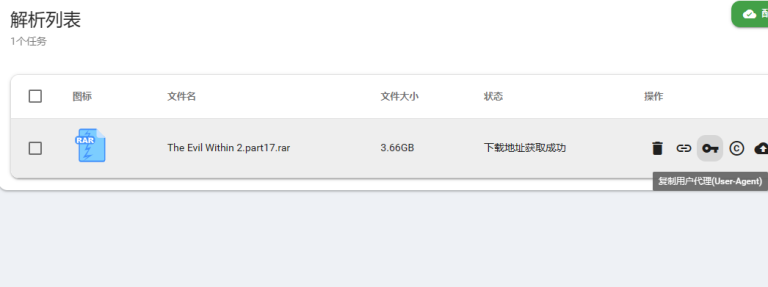 解析列表
1个任务
图标 文件名 文件大小 状态 操作
RAR The Evil Within 2.part17.rar 3.66GB 下载地址获取成功
复制用户代理(User-Agent)